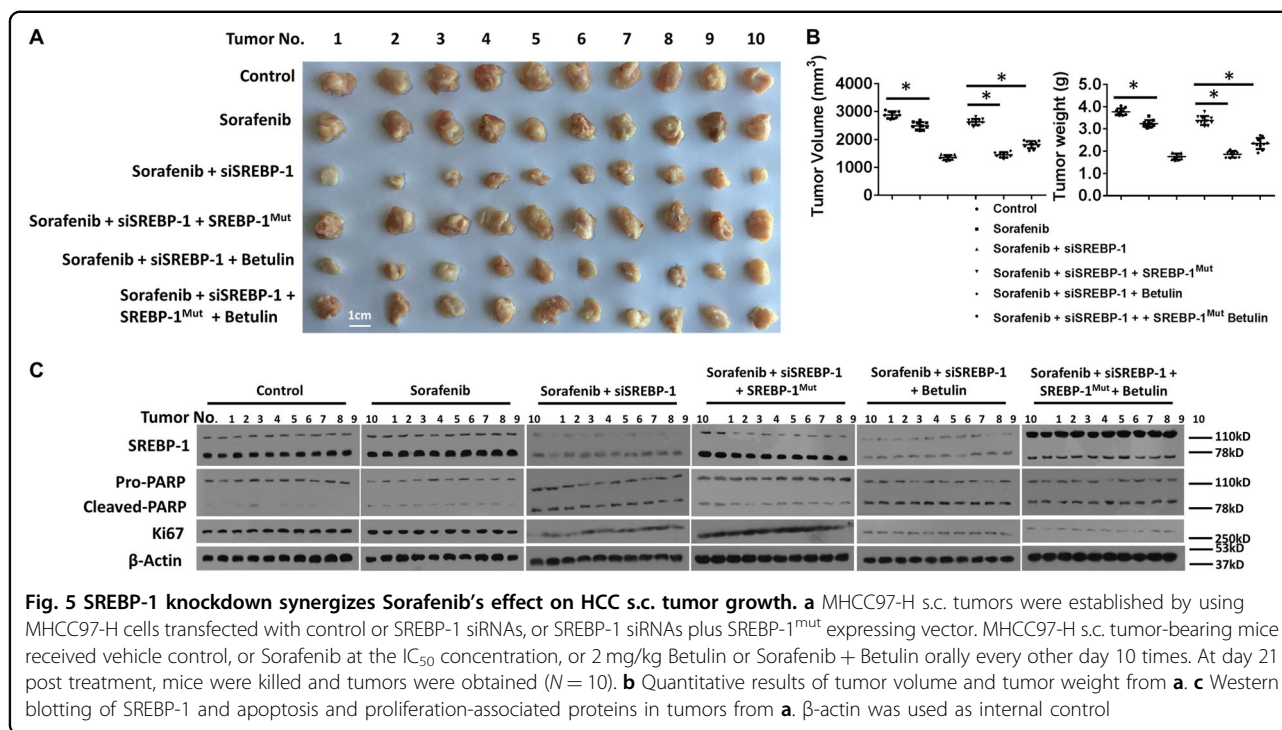 A
Tumor No. 1 2 3 4 5 6 7 8 9 10
Control
Sorafenib
Sorafenib + siSREBP-1
Sorafenib + siSREBP-1 + SREBP-1Mut
Sorafenib + siSREBP-1 + Betulin
Sorafenib + siSREBP-1 +
SREBP-1Mut + Betulin
1cm
B
Tumor Volume (mm3)
4000
3000
2000
1000
0
* * *
Tumor weight (g)
5.0
4.0
3.0
2.0
1.0
0.0
* * *
Control
Sorafenib
Sorafenib + siSREBP-1
Sorafenib + siSREBP-1 + SREBP-1Mut
Sorafenib + siSREBP-1 + Betulin
Sorafenib + siSREBP-1 + + SREBP-1Mut Betulin
C
Control
Sorafenib
Sorafenib + siSREBP-1
Sorafenib + siSREBP-1
+ SREBP-1Mut
Sorafenib + siSREBP-1
+ Betulin
Sorafenib + siSREBP-1 +
SREBP-1Mut + Betulin
Tumor No. 1 2 3 4 5 6 7 8 9 10 1 2 3 4 5 6 7 8 9 10 1 2 3 4 5 6 7 8 9 10 1 2 3 4 5 6 7 8 9 10 1 2 3 4 5 6 7 8 9 10 1 2 3 4 5 6 7 8 9 10
SREBP-1
110kD
78kD
Pro-PARP
110kD
Cleaved-PARP
78kD
Ki67
250kD
53kD
β-Actin
37kD
Fig. 5 SREBP-1 knockdown synergizes Sorafenib's effect on HCC s.c. tumor growth. a MHCC97-H s.c. tumors were established by using
MHCC97-H cells transfected with control or SREBP-1 siRNAs, or SREBP-1 siRNAs plus SREBP-1mut expressing vector. MHCC97-H s.c. tumor-bearing mice
received vehicle control, or Sorafenib at the IC50 concentration, or 2 mg/kg Betulin or Sorafenib + Betulin orally every other day 10 times. At day 21
post treatment, mice were killed and tumors were obtained (N = 10). b Quantitative results of tumor volume and tumor weight from a. c Western
blotting of SREBP-1 and apoptosis and proliferation-associated proteins in tumors from a. β-actin was used as internal control